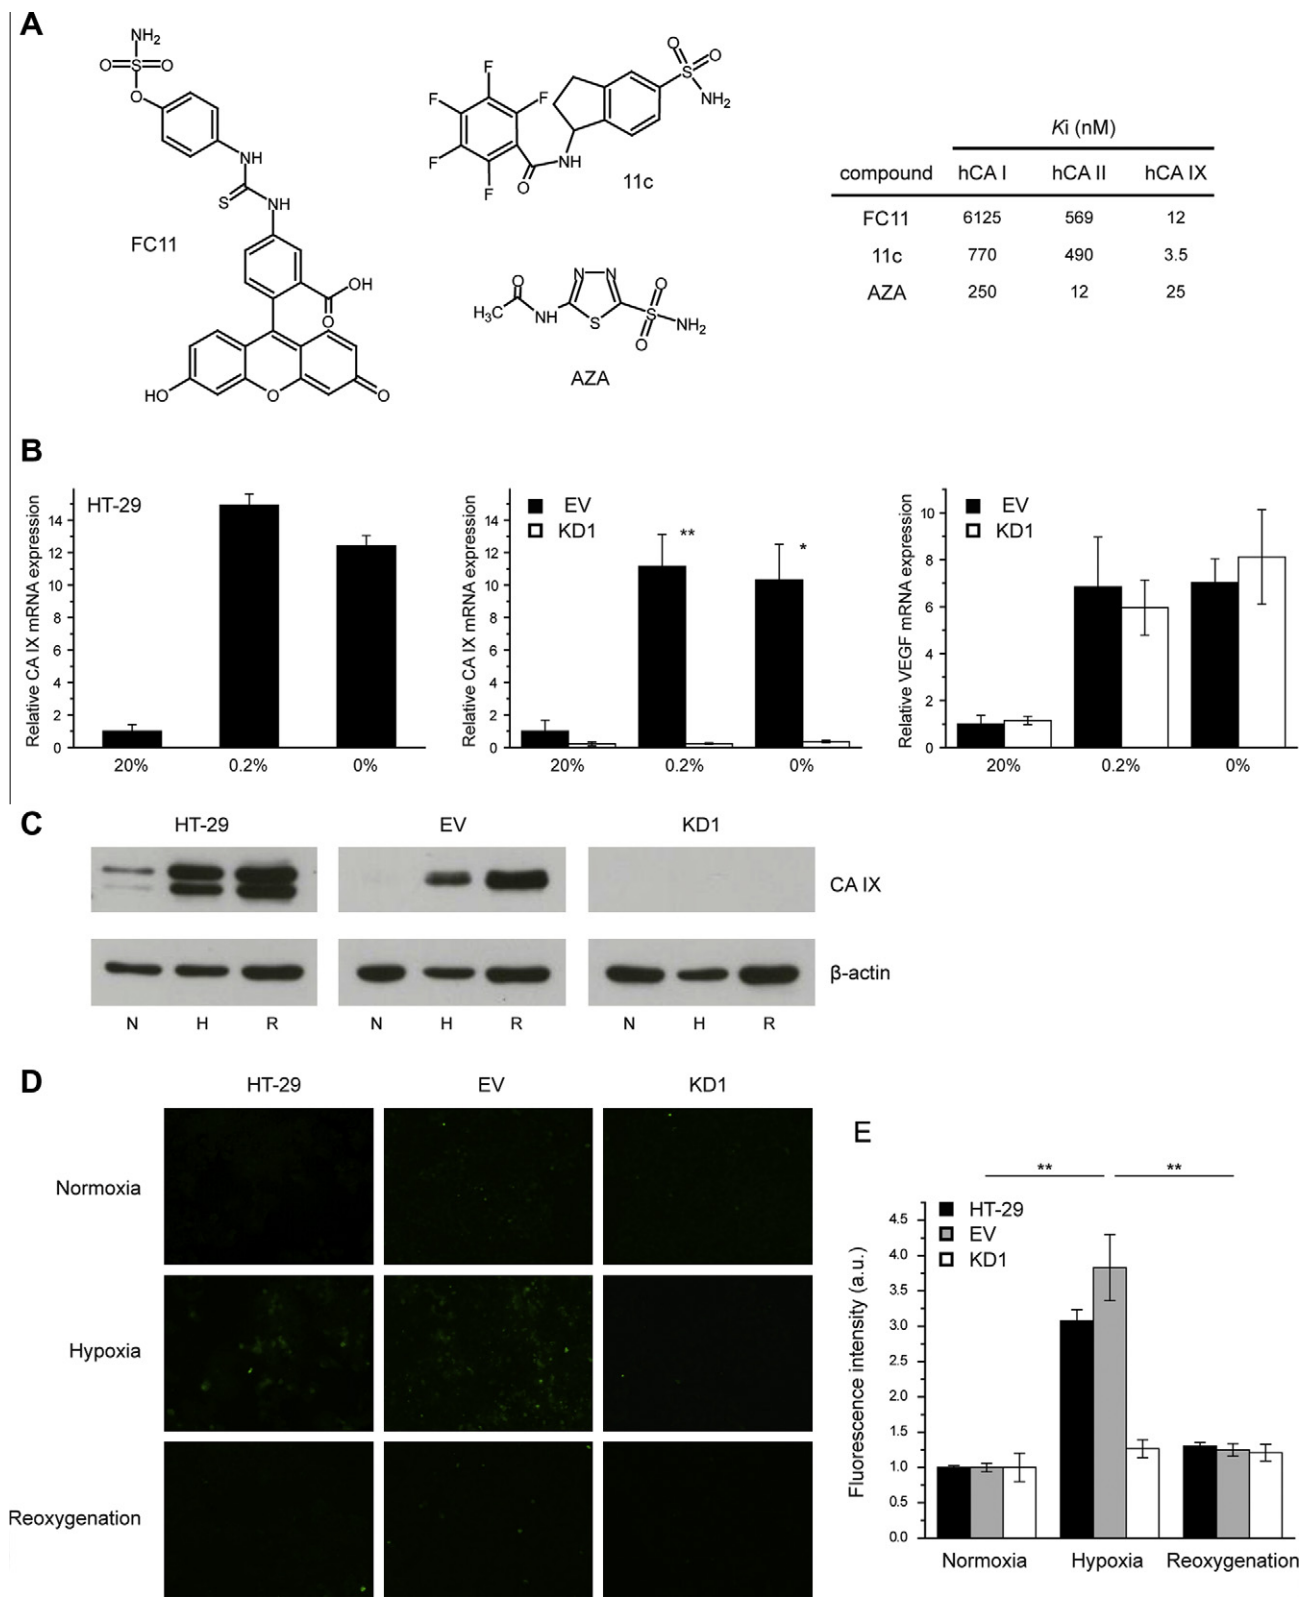 A
NH2
O S O
O
NH
S NH
FC11
OH
O
HO O O
F
F F
F F
O NH
O
S O
NH2
11c
O
H3C NH
N N
S
O
S NH2
O
AZA
Ki (nM)
compound hCA I hCA II hCA IX
FC11 6125 569 12
11c 770 490 3.5
AZA 250 12 25
B
HT-29
Relative CA IX mRNA expression
14
12
10
8
6
4
2
0
20% 0.2% 0%
EV
KD1
** *
Relative CA IX mRNA expression
14
12
10
8
6
4
2
0
20% 0.2% 0%
EV
KD1
Relative VEGF mRNA expression
10
8
6
4
2
0
20% 0.2% 0%
C
HT-29 EV KD1
CA IX
β-actin
N H R N H R N H R
D
HT-29 EV KD1
Normoxia
Hypoxia
Reoxygenation
E
** **
HT-29
EV
KD1
Fluorescence intensity (a.u.)
4.5
4.0
3.5
3.0
2.5
2.0
1.5
1.0
0.5
0.0
Normoxia Hypoxia Reoxygenation